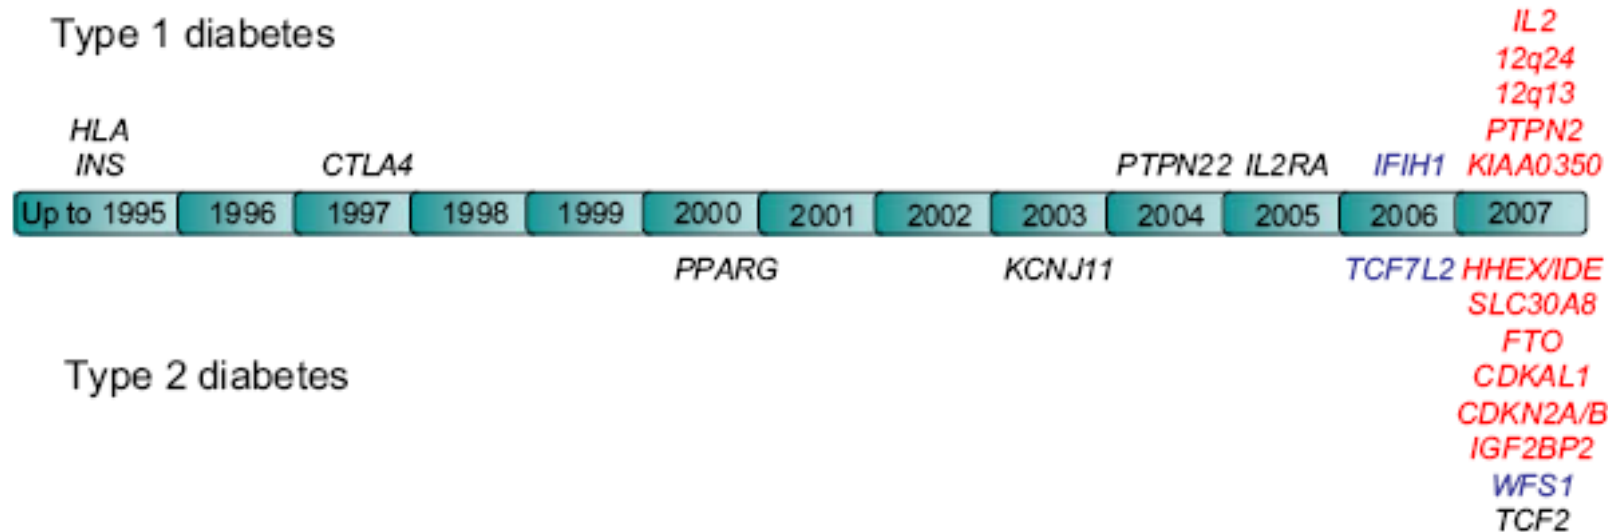 Type 1 diabetes
IL2
12q24
12q13
HLA PTPN2
INS CTLA4 PTPN22 IL2RA IFIH1 KIAA0350
Up to 1995 1996 1997 1998 1999 2000 2001 2002 2003 2004 2005 2006 2007
PPARG KCNJ11 TCF7L2 HHEX/IDE
SLC30A8
FTO
Type 2 diabetes CDKAL1
CDKN2A/B
IGF2BP2
WFS1
TCF2